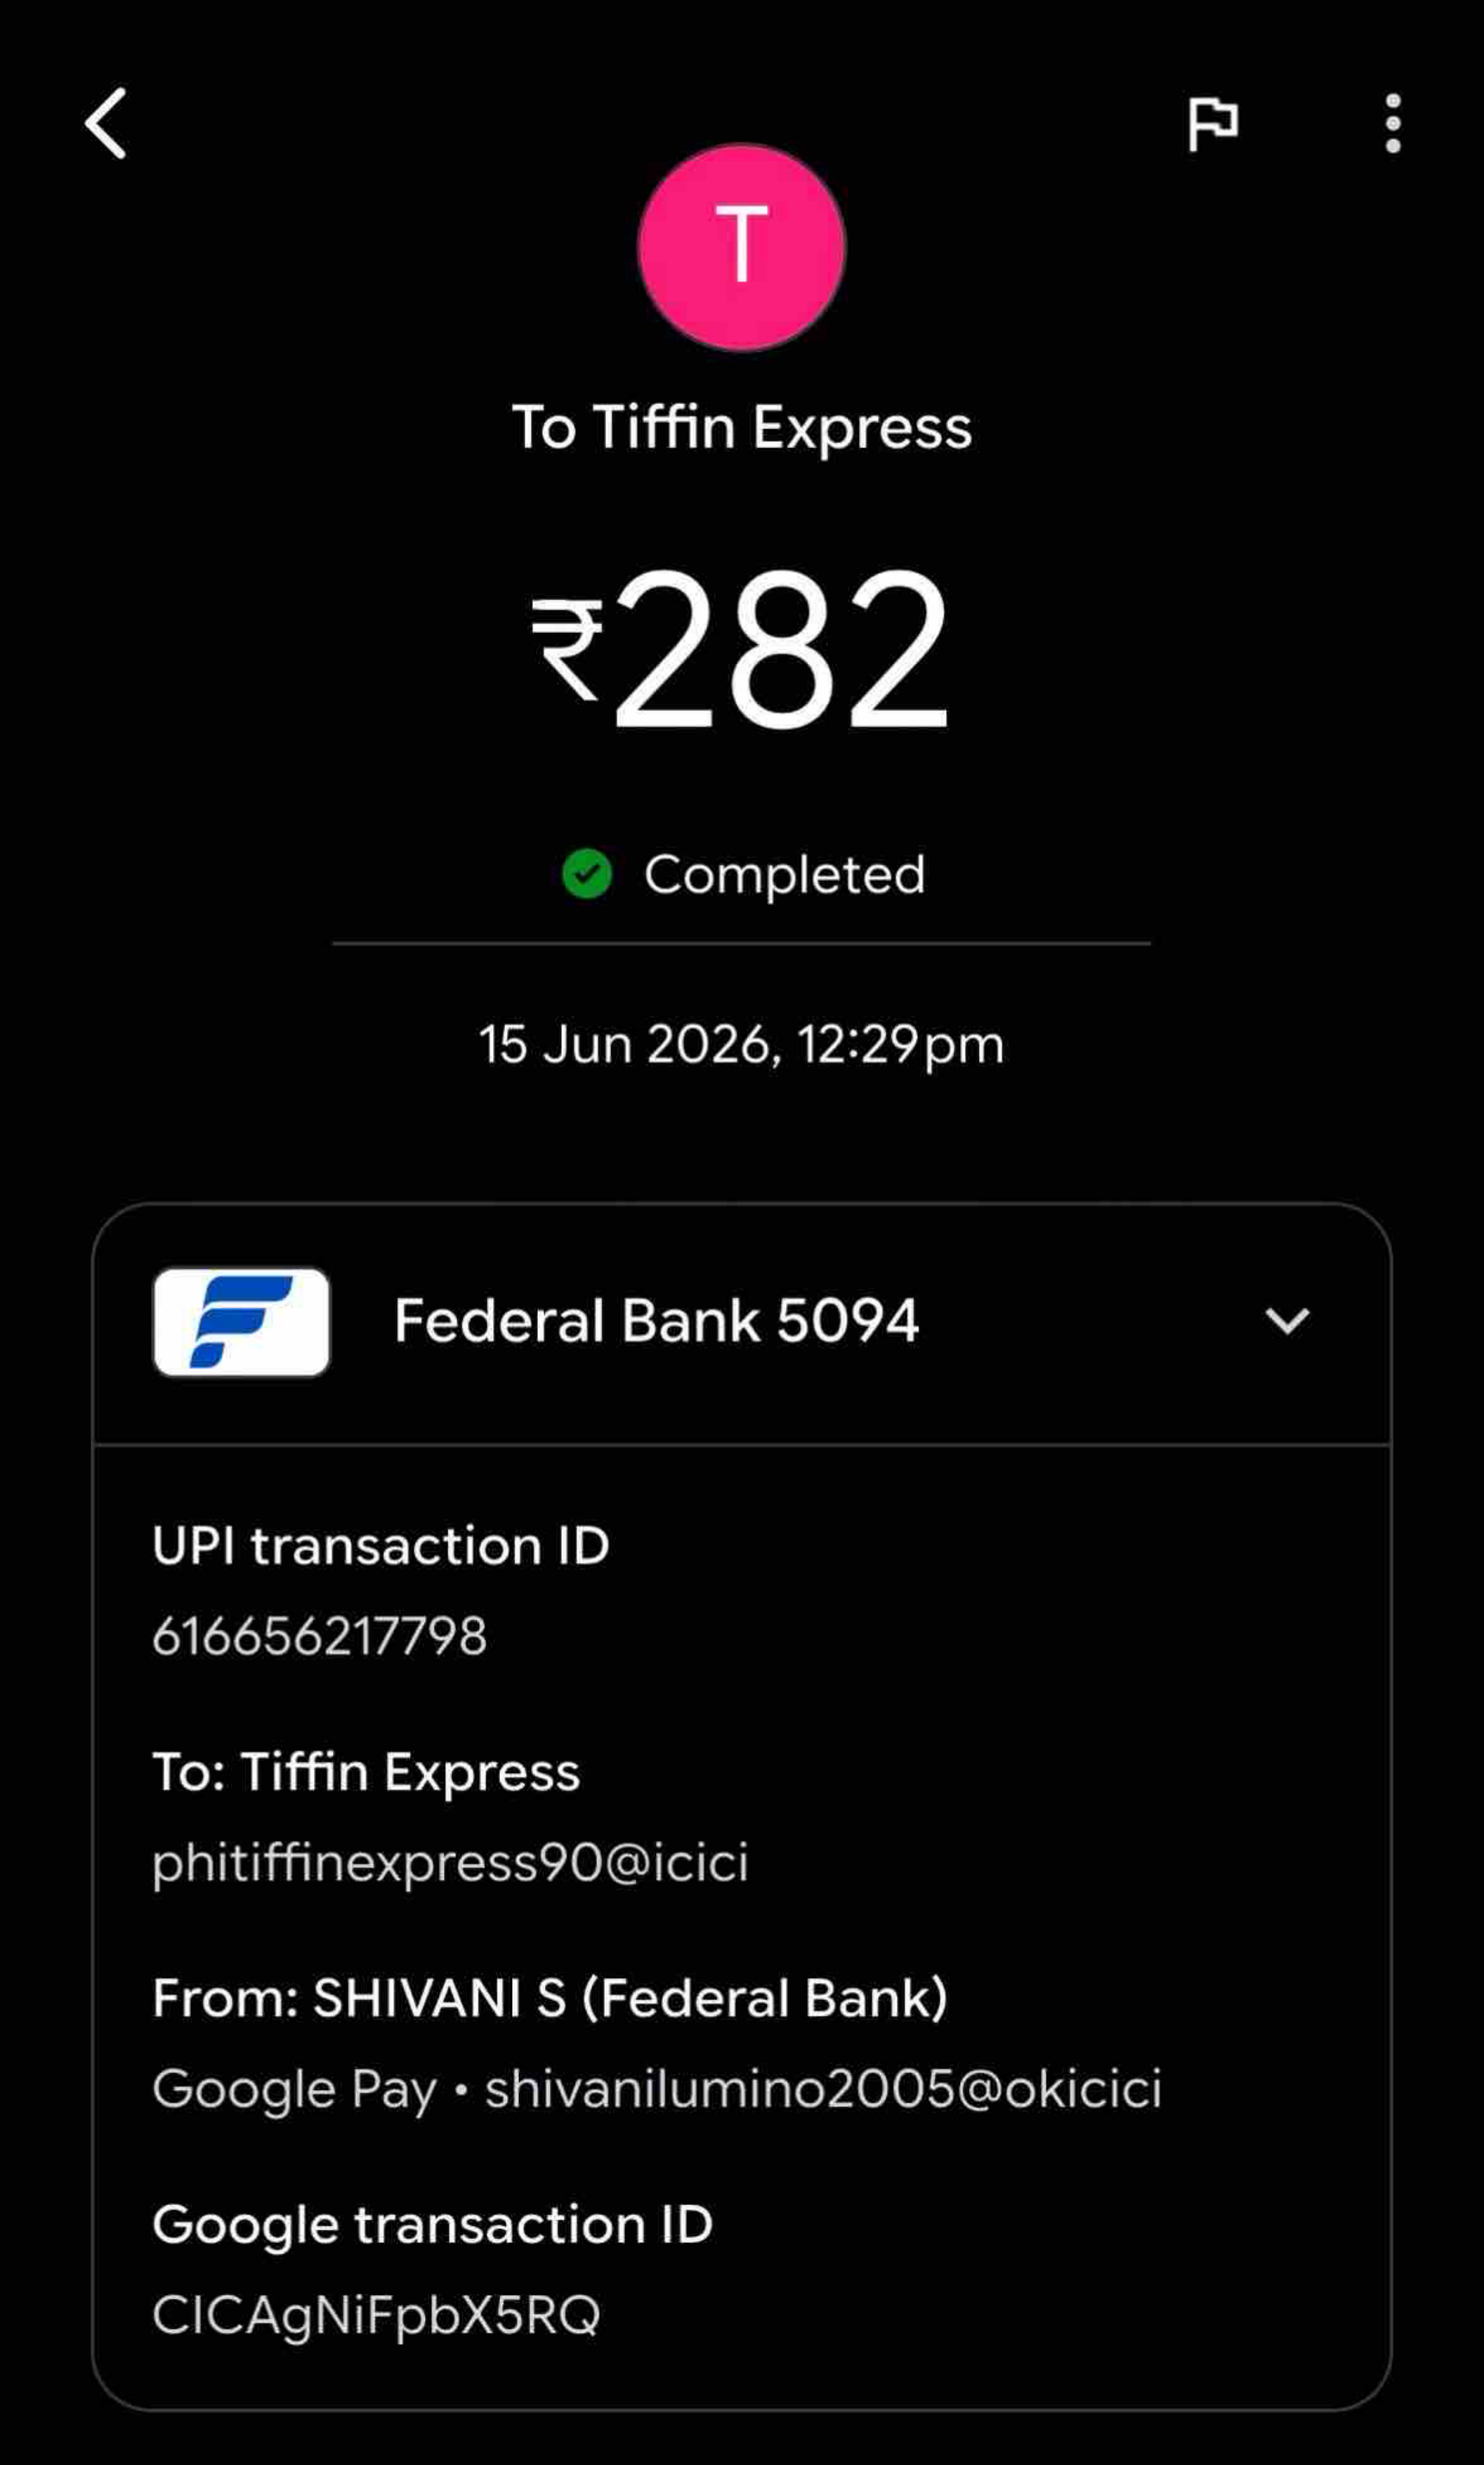 T
To Tiffin Express
₹282
Completed
15 Jun 2026, 12:29pm
Federal Bank 5094
UPI transaction ID
616656217798
To: Tiffin Express
phitiffinexpress90@icici
From: SHIVANI S (Federal Bank)
Google Pay • shivanilumino2005@okicici
Google transaction ID
CICAgNiFpbX5RQ